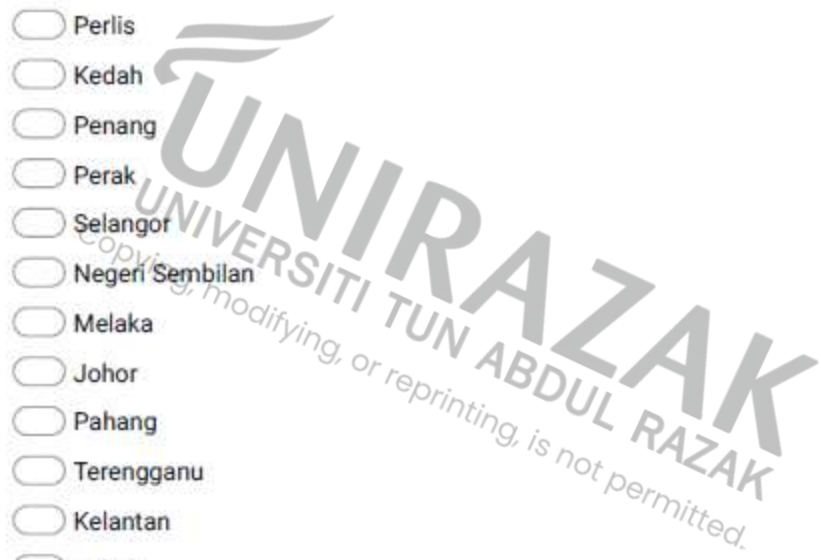 Perlis
Kedah
Penang
Perak
Selangor
Negeri Sembilan
Melaka
Johor
Pahang
Terengganu
Kelantan
UNIRAZAK
UNIVERSITI TUN ABDUL RAZAK
Copying, modifying, or reprinting, is not permitted.